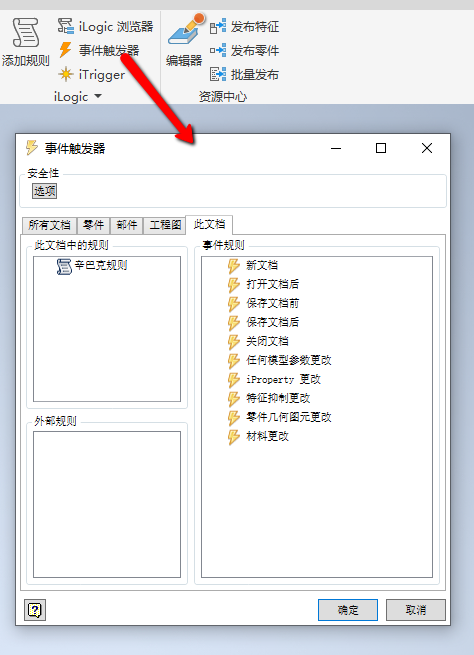 添加规则
iLogic 浏览器
事件触发器
iTrigger
iLogic
编辑器
发布特征
发布零件
批量发布
资源中心
事件触发器
安全性
选项
所有文档 零件 部件 工程图 此文档
此文档中的规则
辛巴克规则
外部规则
事件规则
新文档
打开文档后
保存文档前
保存文档后
关闭文档
任何模型参数更改
iProperty 更改
特征抑制更改
零件几何图元更改
材料更改
确定 取消